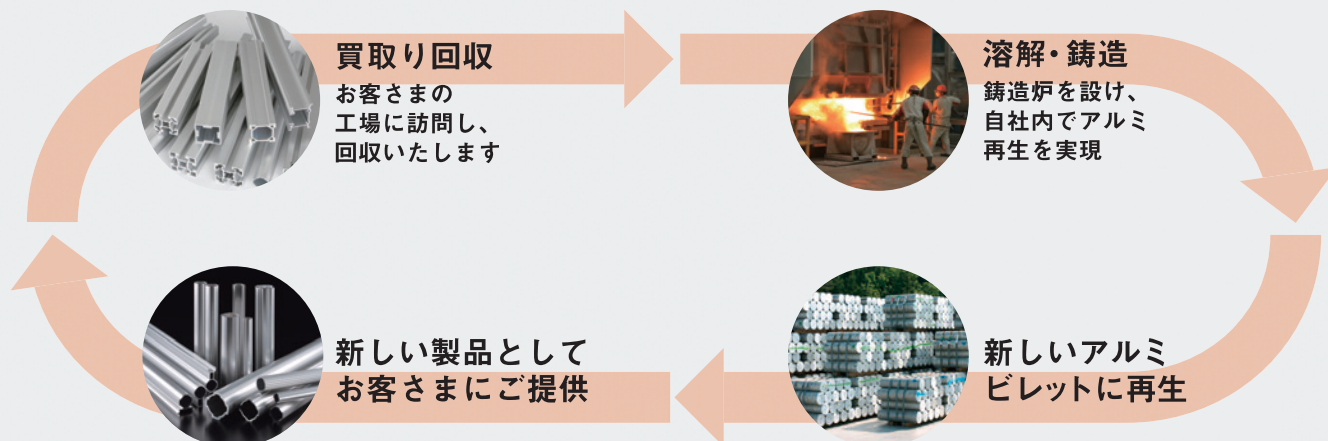 買取り回収
お客さまの
工場に訪問し、
回収いたします
溶解・鋳造
鋳造炉を設け、
自社内でアルミ
再生を実現
新しいアルミ
ビレットに再生
新しい製品として
お客さまにご提供